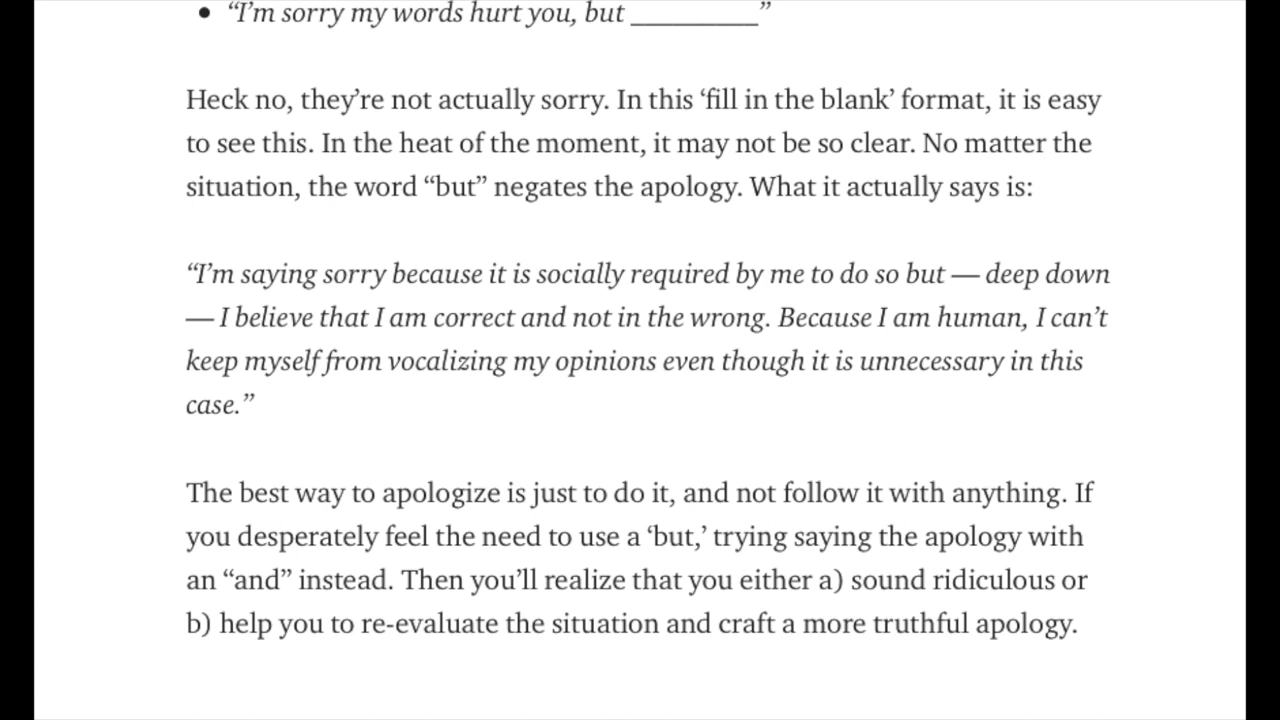 • “I’m sorry my words hurt you, but __________”
Heck no, they’re not actually sorry. In this ‘fill in the blank’ format, it is easy
to see this. In the heat of the moment, it may not be so clear. No matter the
situation, the word “but” negates the apology. What it actually says is:
“I’m saying sorry because it is socially required by me to do so but — deep down
— I believe that I am correct and not in the wrong. Because I am human, I can’t
keep myself from vocalizing my opinions even though it is unnecessary in this
case.”
The best way to apologize is just to do it, and not follow it with anything. If
you desperately feel the need to use a ‘but,’ trying saying the apology with
an “and” instead. Then you’ll realize that you either a) sound ridiculous or
b) help you to re-evaluate the situation and craft a more truthful apology.